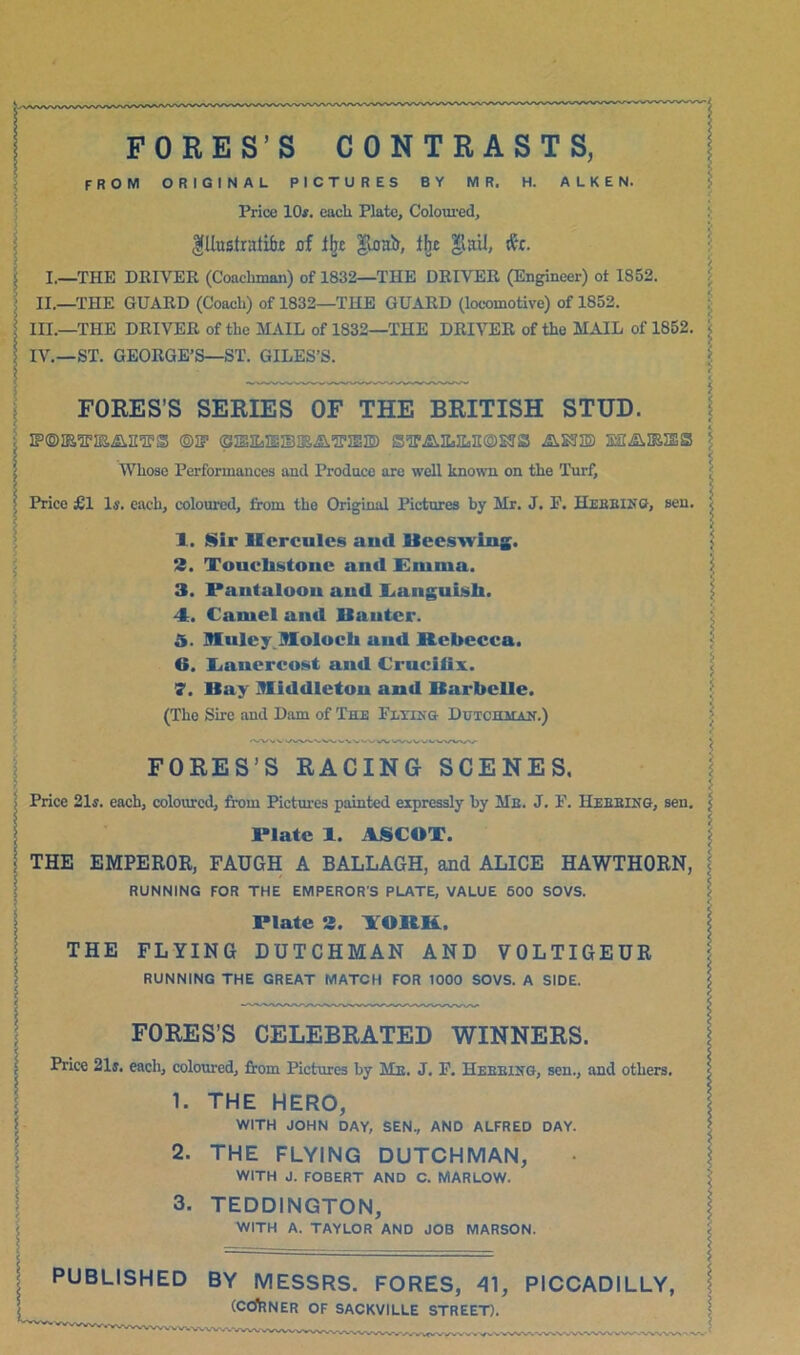 FORES'S CONTRASTS,
FROM ORIGINAL PICTURES BY MR. H. ALKEN.
Price 10s. each Plate, Coloured,
Illustrative of the Road, the Rail, &c.
I.—THE DRIVER (Coachman) of 1832—THE DRIVER (Engineer) of 1852.
II.—THE GUARD (Coach) of 1832—THE GUARD (locomotive) of 1852.
III.—THE DRIVER of the MAIL of 1832—THE DRIVER of the MAIL of 1852.
IV.—ST. GEORGE'S—ST. GILES'S.
FORES'S SERIES OF THE BRITISH STUD.
PORTRAITS OF CELEBRATED STALLIONS AND MARES
Whose Performances and Produce are well known on the Turf,
Price £1 1s. each, coloured, from the Original Pictures by Mr. J. F. HERRING, sen.
1. Sir Hercules and Beeswing.
2. Touchstone and Emma.
3. Pantaloon and Languish.
4. Camel and Banter.
5. Muley Moloch and Rebecca.
6. Lanercost and Crucifix.
7. Bay Middleton and Barbelle.
(The Sire and Dam of THE FLYING DUTCHMAN.)
FORES'S RACING SCENES.
Price 21s. each, coloured, from Pictures painted expressly by MR. J. F. HERRING, sen.
Plate 1. ASCOT.
THE EMPEROR, FAUGH A BALLAGH, and ALICE HAWTHORN,
RUNNING FOR THE EMPEROR'S PLATE, VALUE 500 SOVS.
Plate 2. YORK.
THE FLYING DUTCHMAN AND VOLTIGEUR
RUNNING THE GREAT MATCH FOR 1000 SOVS. A SIDE.
FORES'S CELEBRATED WINNERS.
Price 21s. each, coloured, from Pictures by MR. J. F. HERRING, sen., and others.
1. THE HERO,
WITH JOHN DAY, SEN., AND ALFRED DAY.
2. THE FLYING DUTCHMAN,
WITH J. FOBERT AND C. MARLOW.
3. TEDDINGTON,
WITH A. TAYLOR AND JOB MARSON.
PUBLISHED BY MESSRS. FORES, 41, PICCADILLY,
(CORNER OF SACKVILLE STREET).